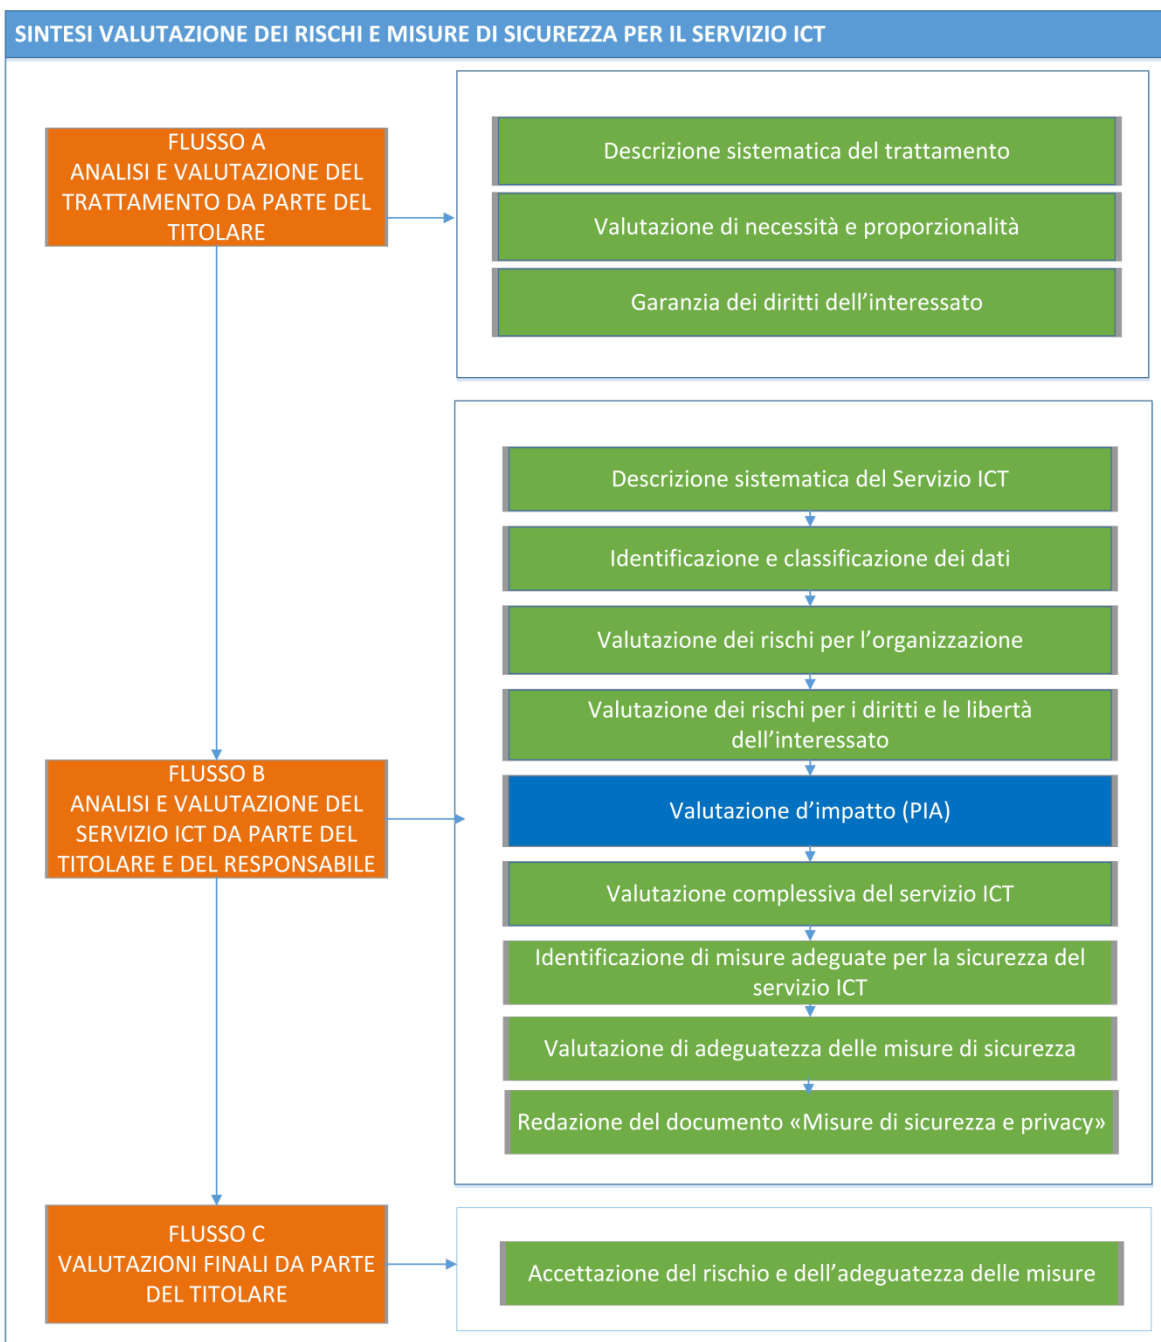 SINTESI VALUTAZIONE DEI RISCHI E MISURE DI SICUREZZA PER IL SERVIZIO ICT
FLUSSO A
ANALISI E VALUTAZIONE DEL
TRATTAMENTO DA PARTE DEL
TITOLARE
Descrizione sistematica del trattamento
Valutazione di necessità e proporzionalità
Garanzia dei diritti dell’interessato
FLUSSO B
ANALISI E VALUTAZIONE DEL
SERVIZIO ICT DA PARTE DEL
TITOLARE E DEL RESPONSABILE
Descrizione sistematica del Servizio ICT
Identificazione e classificazione dei dati
Valutazione dei rischi per l’organizzazione
Valutazione dei rischi per i diritti e le libertà
dell’interessato
Valutazione d’impatto (PIA)
Valutazione complessiva del servizio ICT
Identificazione di misure adeguate per la sicurezza del
servizio ICT
Valutazione di adeguatezza delle misure di sicurezza
Redazione del documento «Misure di sicurezza e privacy»
FLUSSO C
VALUTAZIONI FINALI DA PARTE
DEL TITOLARE
Accettazione del rischio e dell’adeguatezza delle misure